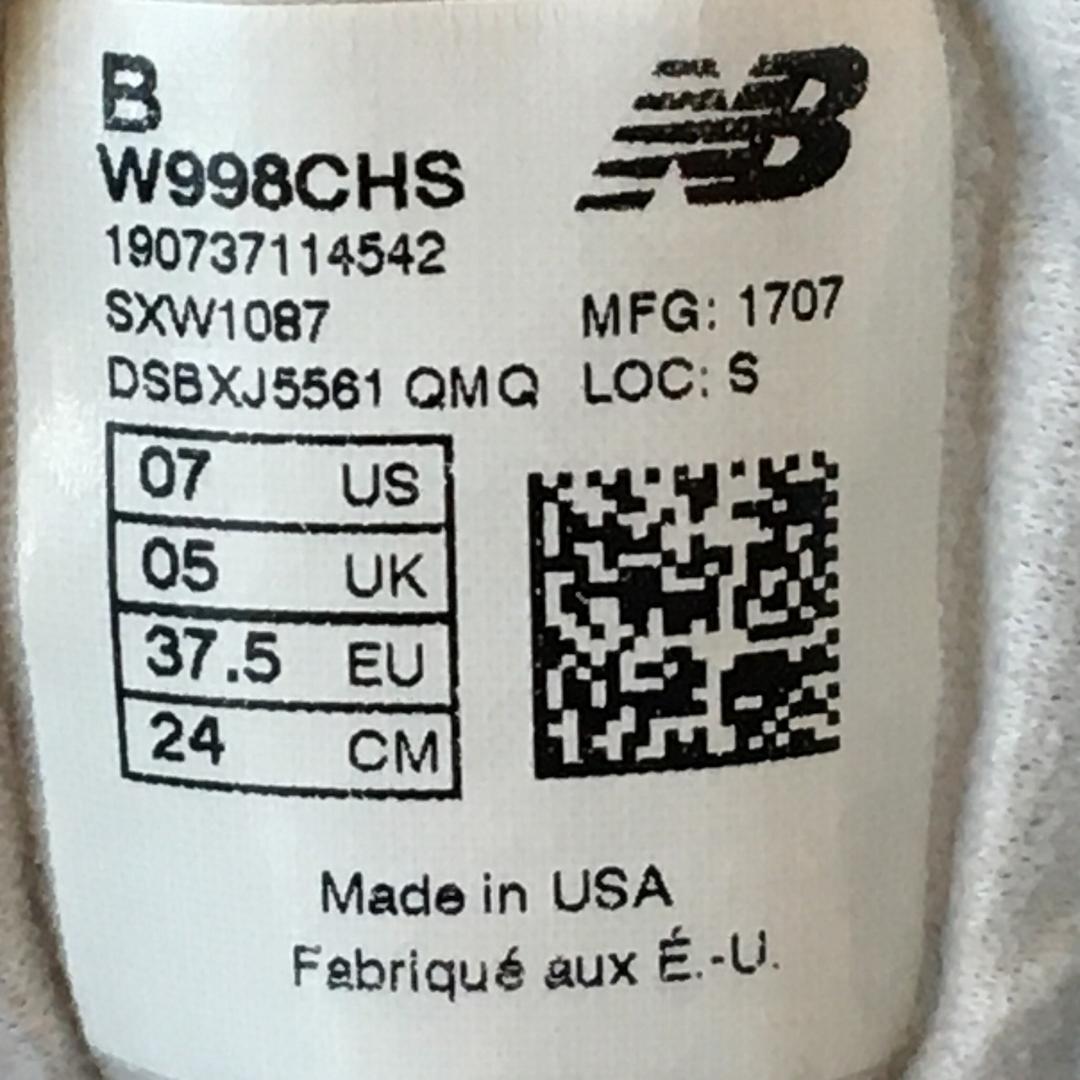 B
NB
W998CHS
190737114542
SXW1087 MFG: 1707
DSBXJ5561 QMQ LOC: S
07 US
05 UK
37.5 EU
24 CM
Made in USA
Fabriqué aux É.-U.